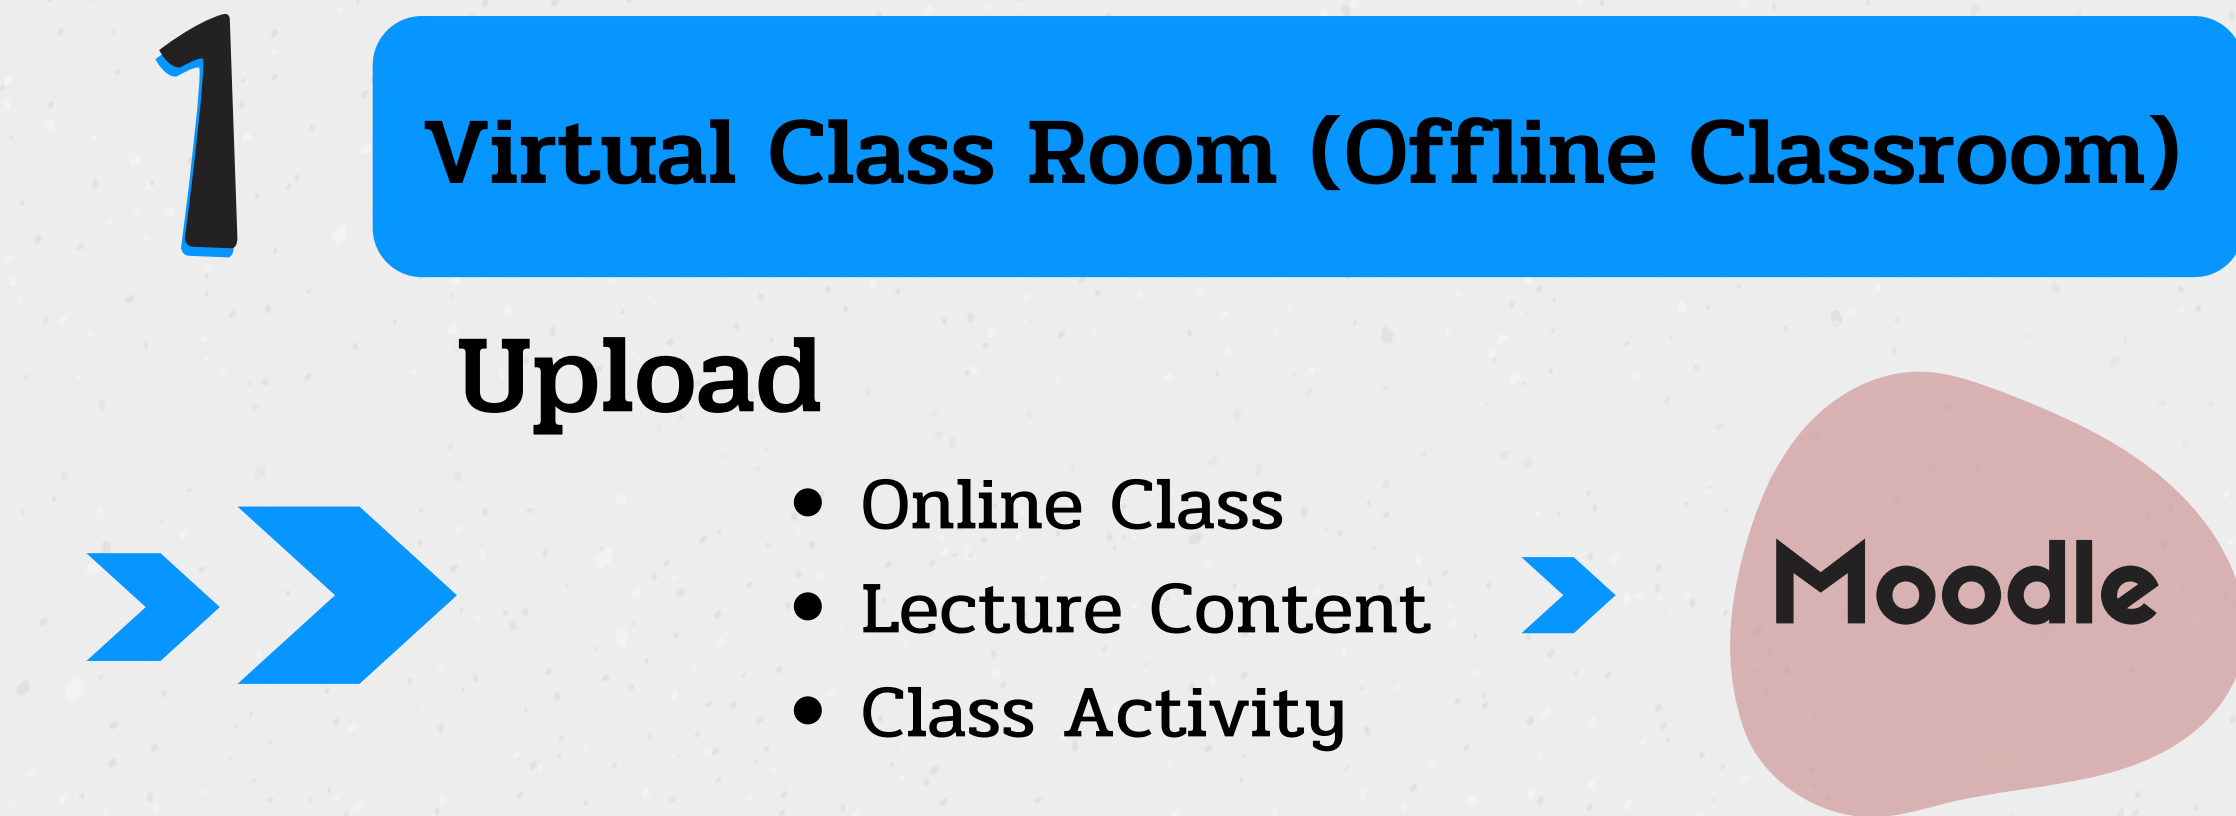 1
Virtual Class Room (Offline Classroom)
Upload
• Online Class
• Lecture Content
• Class Activity
Moodle